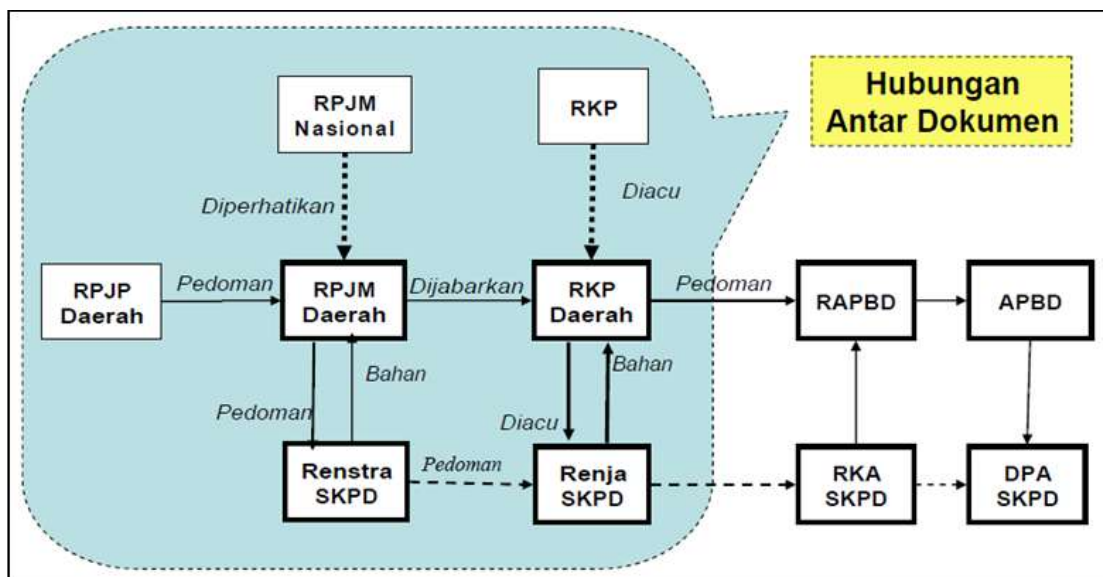 Hubungan
Antar Dokumen
RPJM
Nasional
RKP
Diperhatikan
Diacu
RPJP
Daerah
Pedoman
RPJM
Daerah
Dijabarkan
RKP
Daerah
Pedoman
RAPBD
APBD
Pedoman
Bahan
Diacu
Bahan
Renstra
SKPD
Pedoman
Renja
SKPD
RKA
SKPD
DPA
SKPD